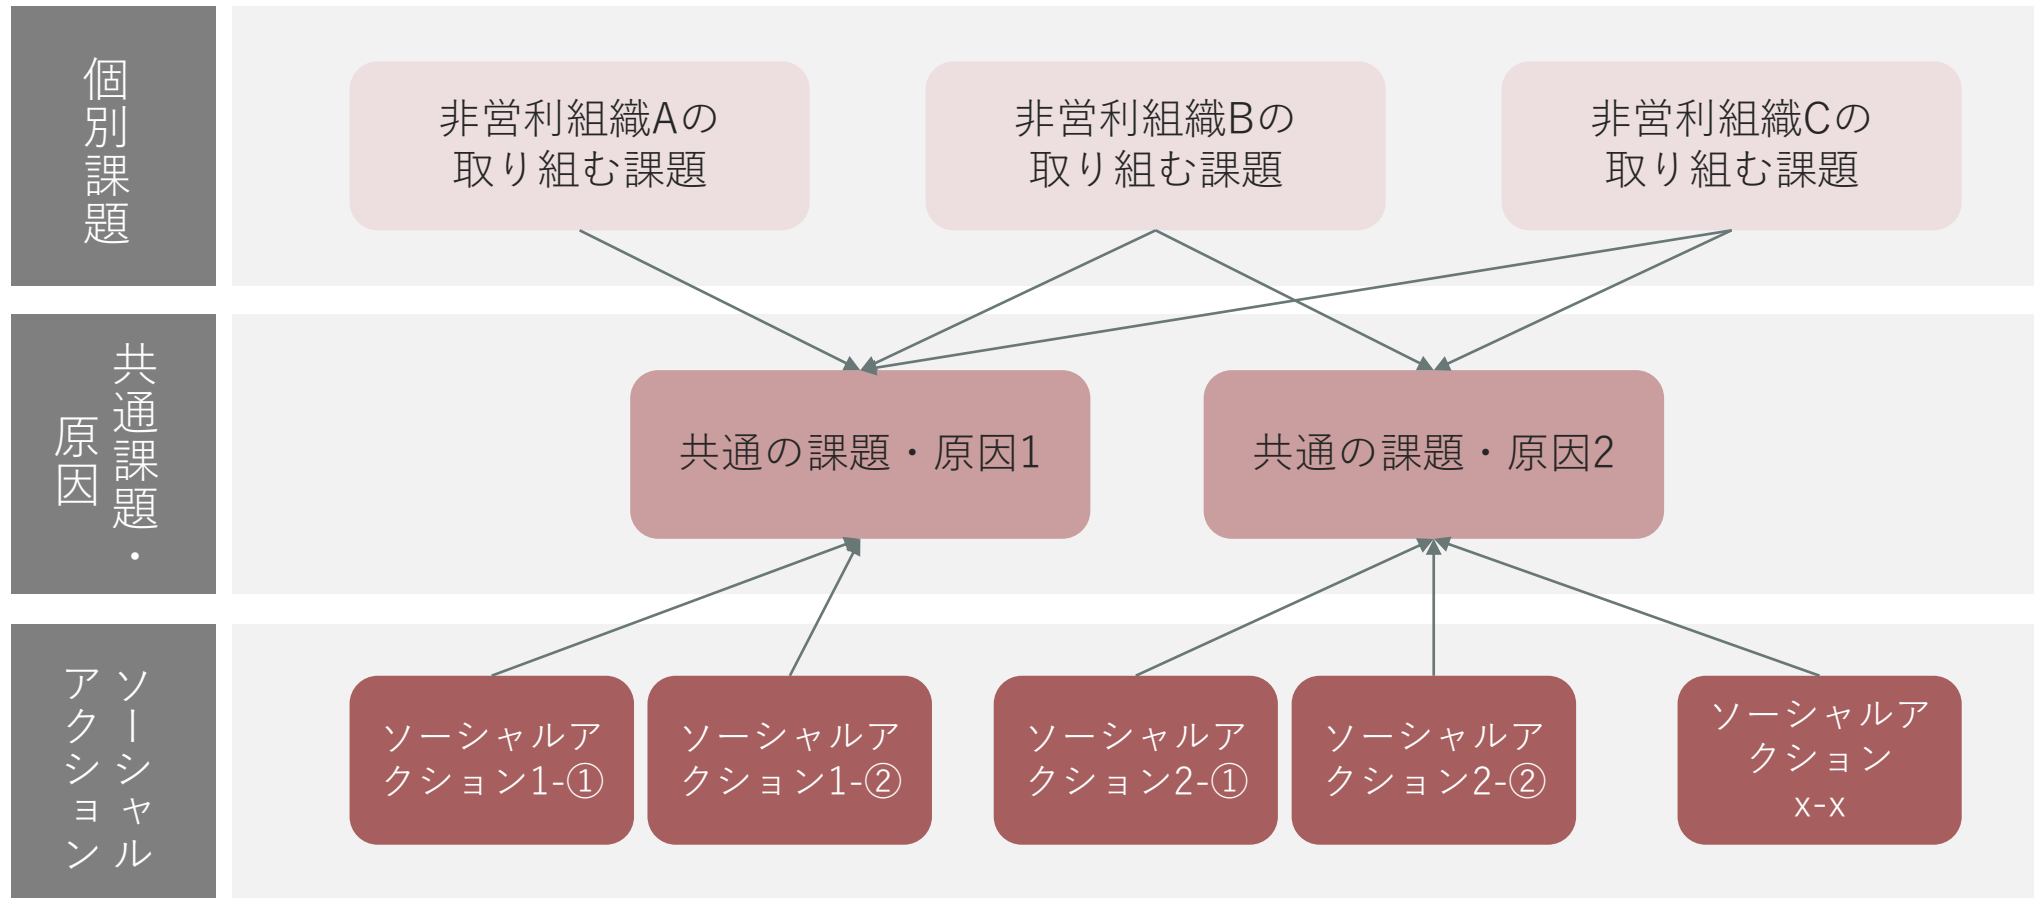 個別課題
非営利組織Aの
取り組む課題
非営利組織Bの
取り組む課題
非営利組織Cの
取り組む課題
共通課題・
原因
共通の課題・原因1
共通の課題・原因2
ソーシャル
アクション
ソーシャルア
クション1-①
ソーシャルア
クション1-②
ソーシャルア
クション2-①
ソーシャルア
クション2-②
ソーシャルア
クション
x-x